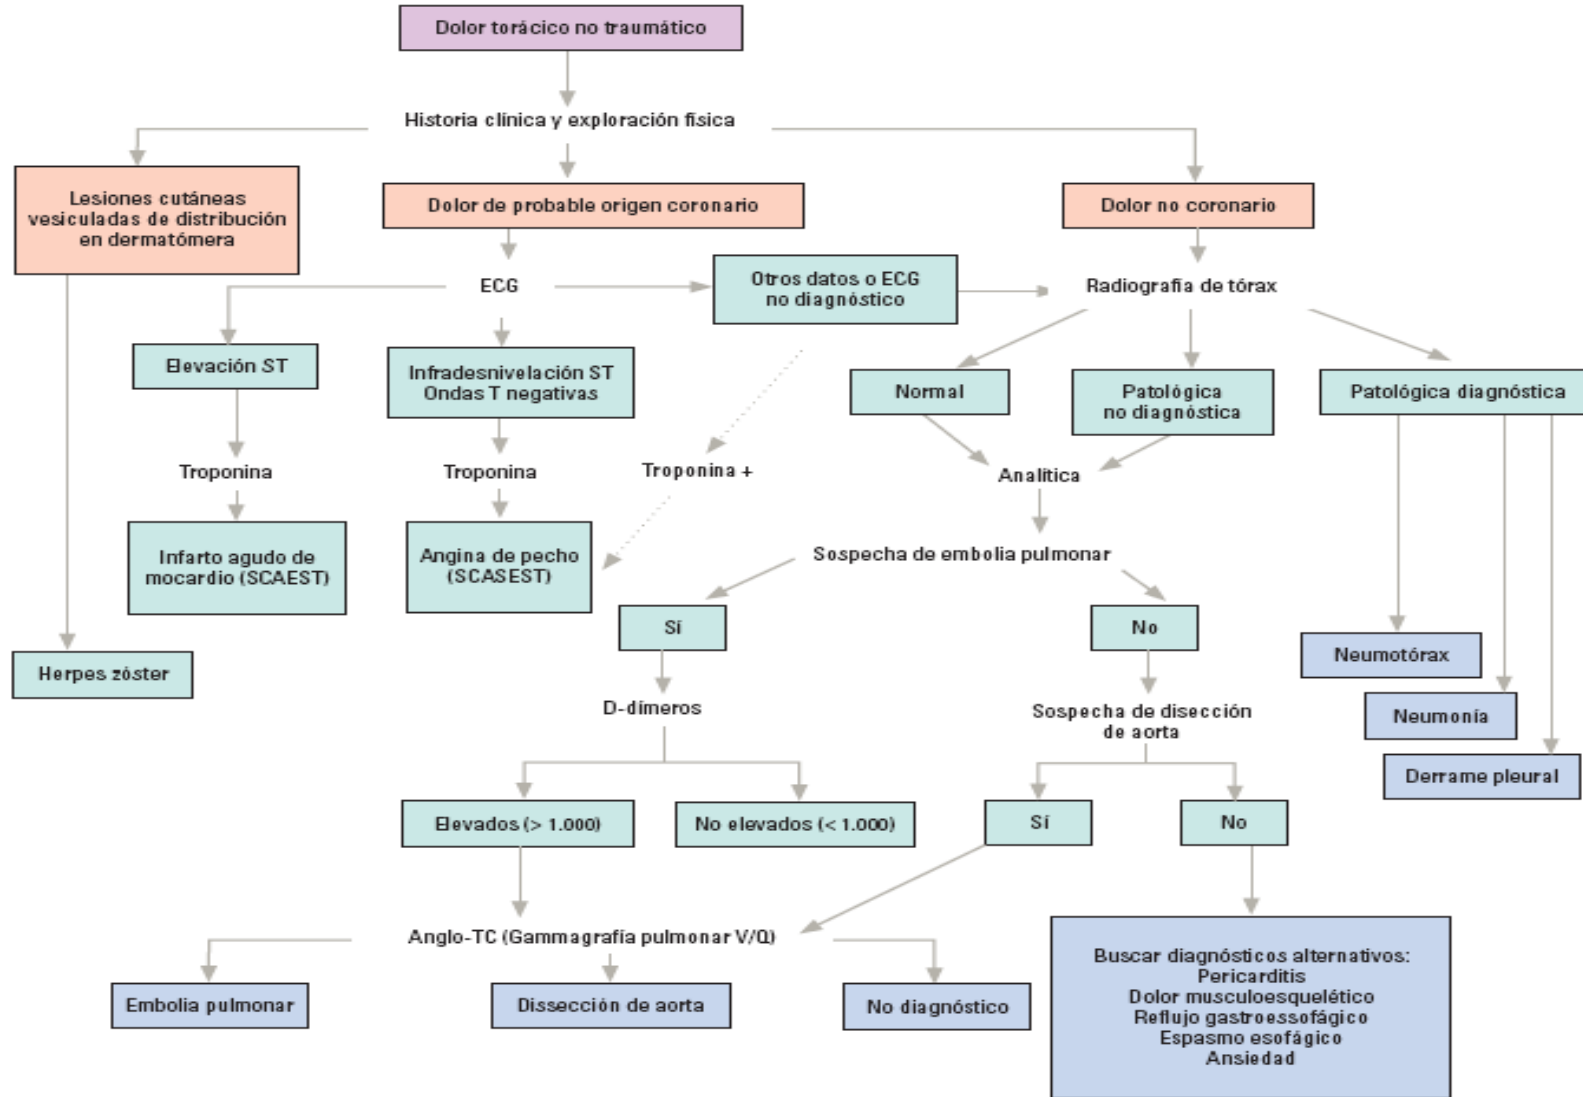 Dolor torácico no traumático
Historia clínica y exploración física
Lesiones cutáneas
vesiculadas de distribución
en dermatómera
Dolor de probable origen coronario
Dolor no coronario
ECG
Otros datos o ECG
no diagnóstico
Radiografía de tórax
Elevación ST
Infradesnivelación ST
Ondas T negativas
Normal
Patológica
no diagnóstica
Patológica diagnóstica
Troponina
Troponina
Troponina +
Analítica
Infarto agudo de
mocardio (SCAEST)
Angina de pecho
(SCASEST)
Sospecha de embolia pulmonar
Sí
No
Neumotórax
Herpes zóster
D-dímeros
Sospecha de disección
de aorta
Neumonía
Derrame pleural
Elevados (> 1.000)
No elevados (< 1.000)
Sí
No
Anglo-TC (Gammagrafía pulmonar V/Q)
Embolia pulmonar
Dissección de aorta
No diagnóstico
Buscar diagnósticos alternativos:
Pericarditis
Dolor musculoesquelético
Reflujo gastroessofágico
Espasmo esofágico
Ansiedad